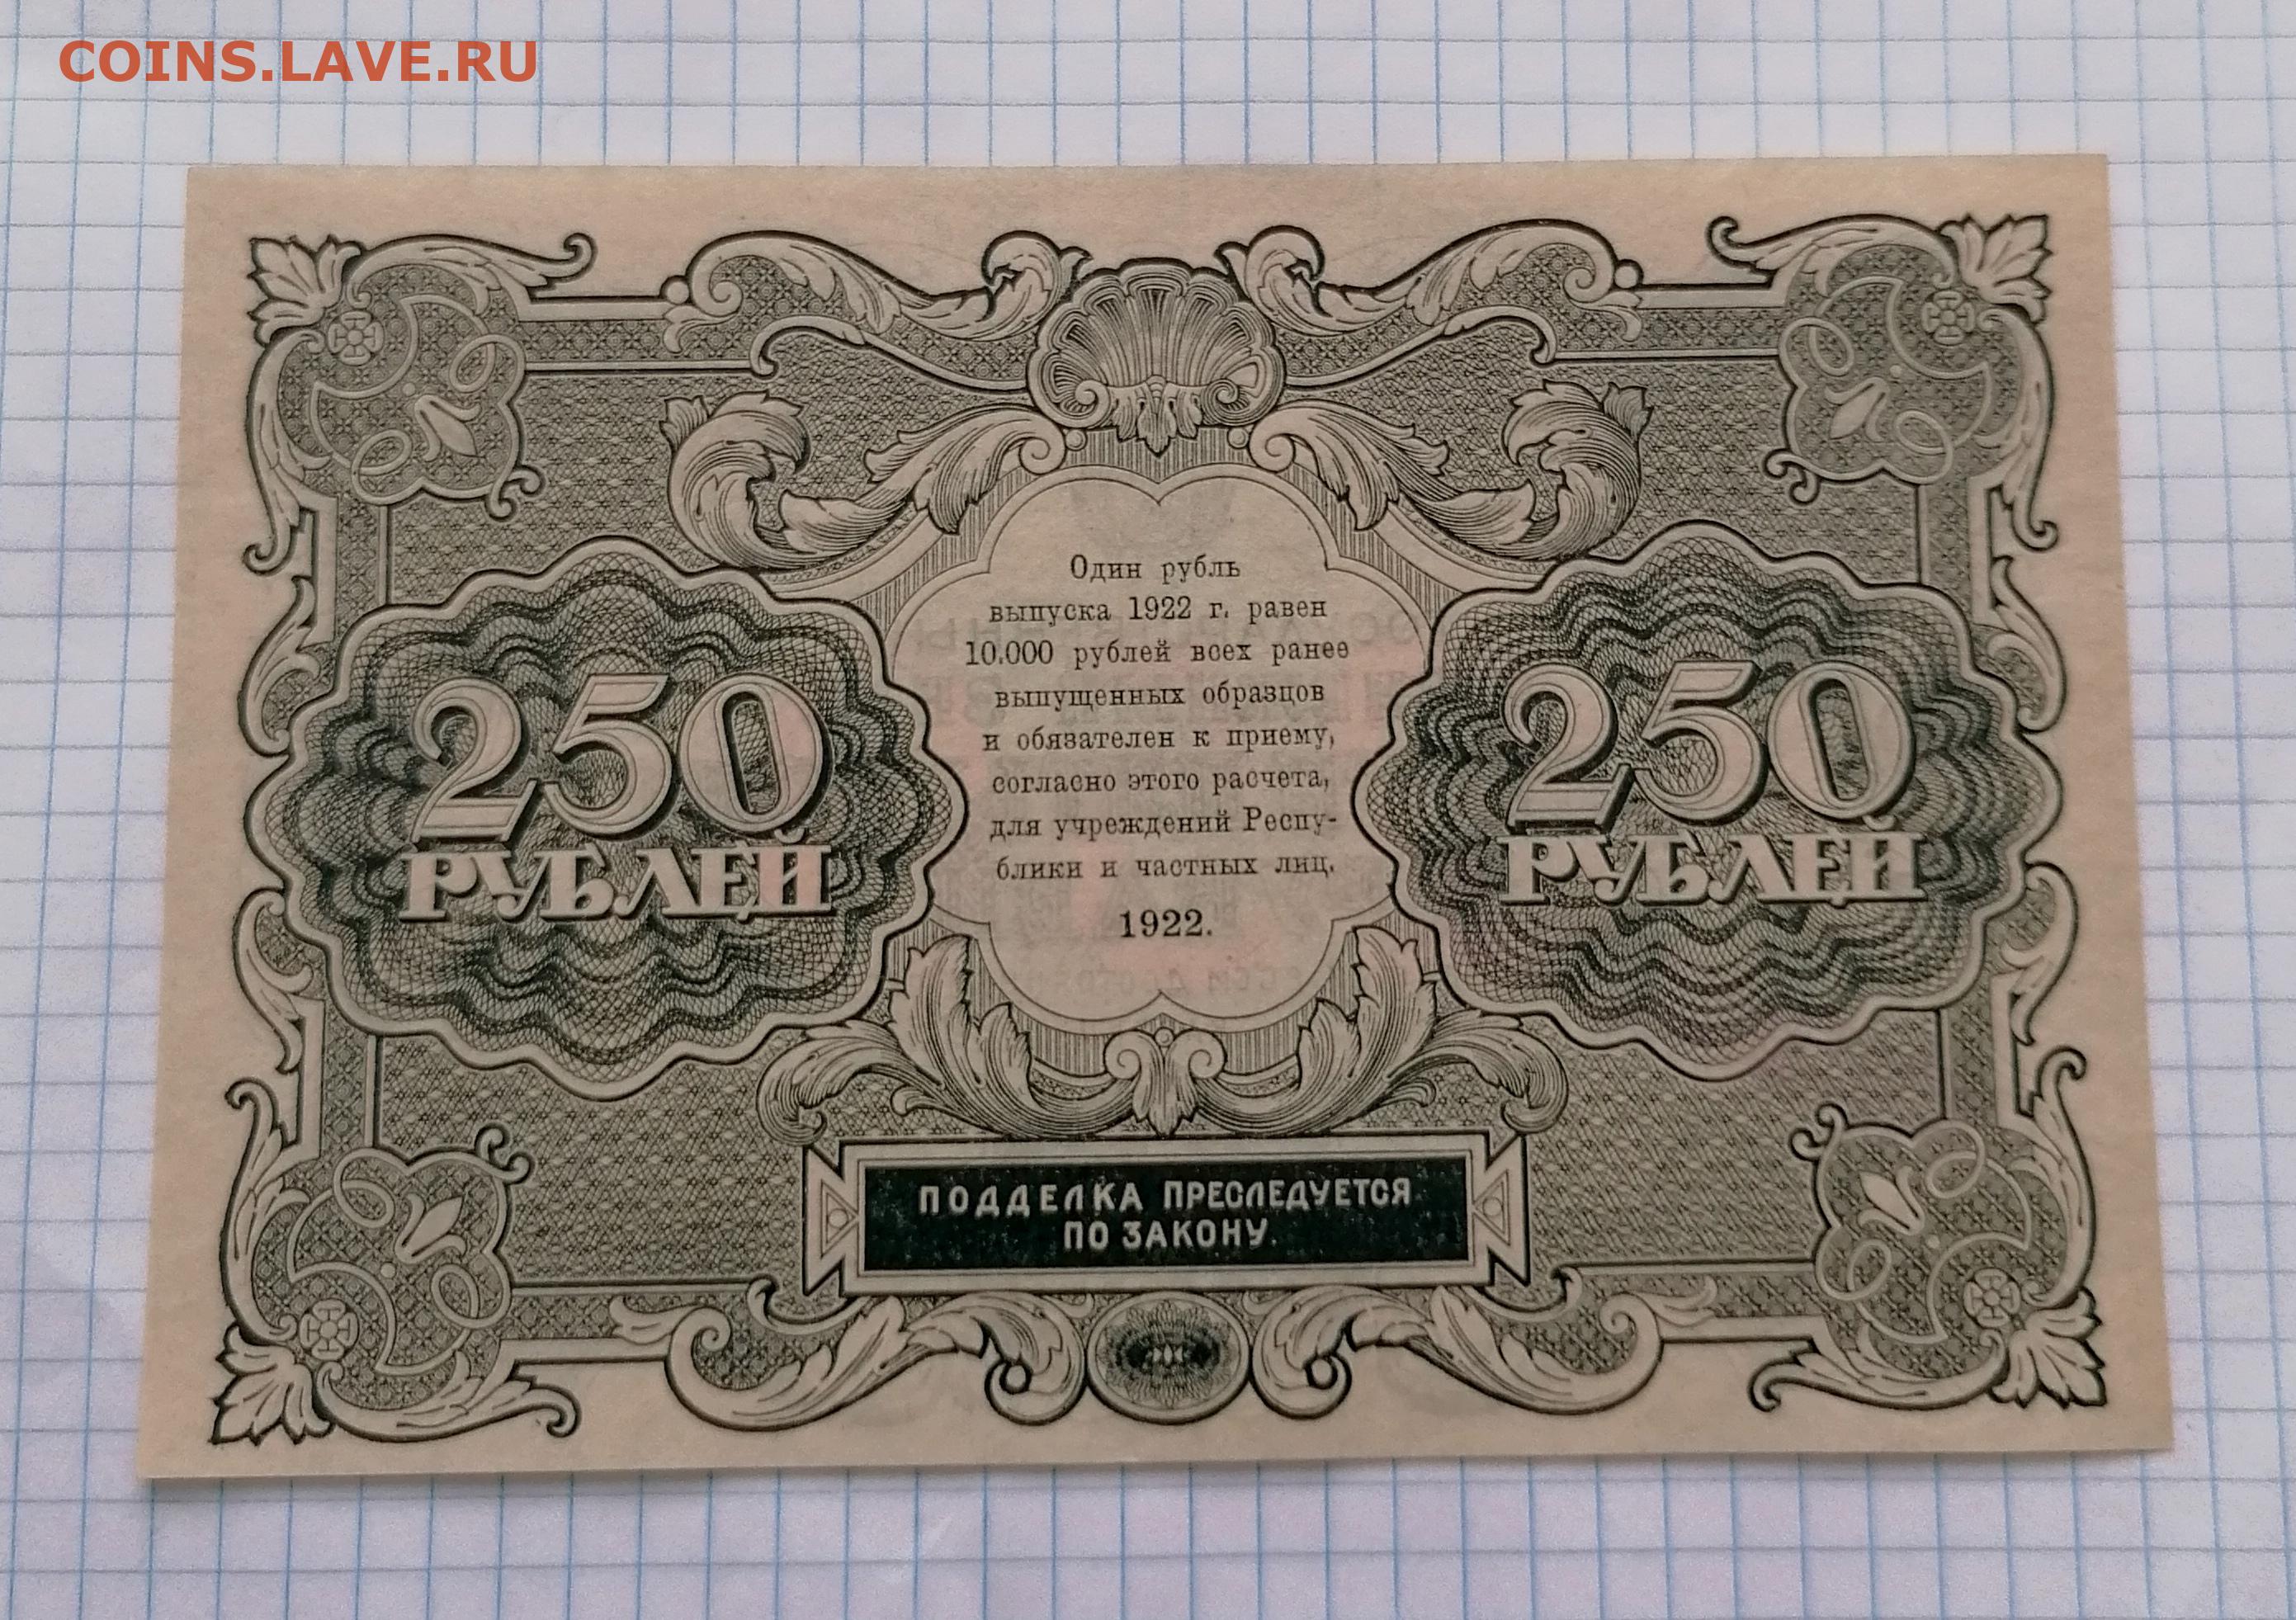 COINS.LAVE.RU
Один рубль
выпуска 1922 г. равен
10.000 рублей всех ранее
выпущенных образцов
и обязателен к приему,
согласно этого расчета,
для учреждений Респу-
блики и частных лиц.
1922.
250
РУБЛЕЙ
250
РУБЛЕЙ
ПОДДЕЛКА ПРЕСЛЕДУЕТСЯ
ПО ЗАКОНУ.